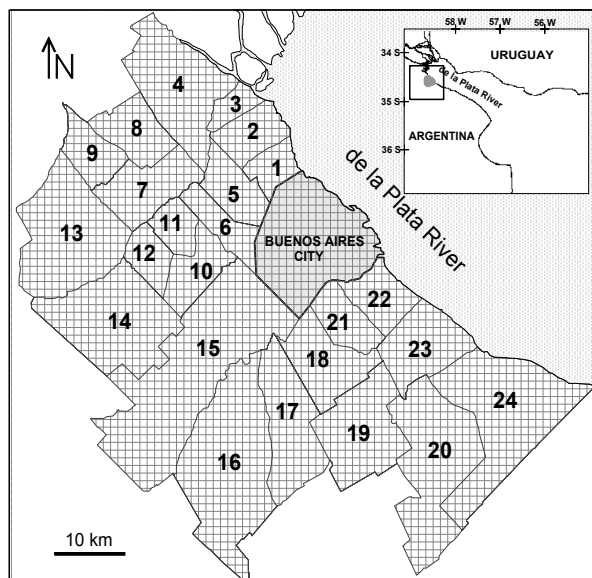 58 W
57 W
56 W
34 S
35 S
36 S
URUGUAY
de la Plata River
ARGENTINA
N
4
3
2
8
9
1
7
5
de la Plata River
11
6
13
12
BUENOS AIRES
CITY
10
22
14
21
15
18
23
24
17
19
20
16
10 km